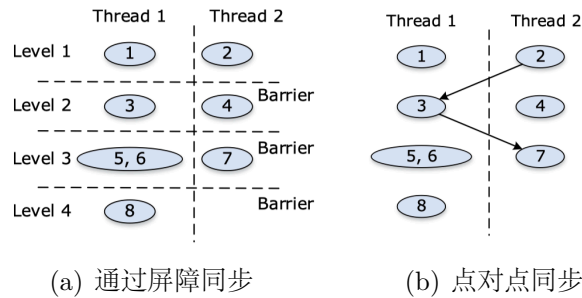 Thread 1 Thread 2
Level 1 1 2
Barrier
Level 2 3 4
Barrier
Level 3 5, 6 7
Barrier
Level 4 8
(a) 通过屏障同步
Thread 1 Thread 2
1 2
3 4
5, 6 7
8
(b) 点对点同步